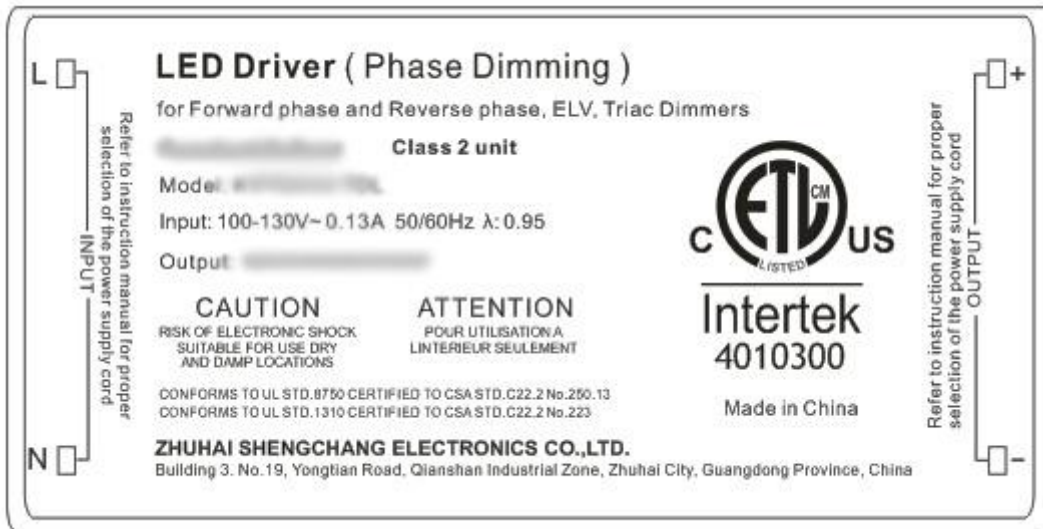 LED Driver ( Phase Dimming )
for Forward phase and Reverse phase, ELV, Triac Dimmers
Class 2 unit
Model: TDL
Input: 100-130V~ 0.13A 50/60Hz λ: 0.95
Output:
CAUTION
RISK OF ELECTRONIC SHOCK
SUITABLE FOR USE DRY
AND DAMP LOCATIONS
ATTENTION
POUR UTILISATION A
LINTERIEUR SEULEMENT
CONFORMS TO UL STD.8750 CERTIFIED TO CSA STD.C22.2 No.250.13
CONFORMS TO UL STD.1310 CERTIFIED TO CSA STD.C22.2 No.223
ZHUHAI SHENGCHANG ELECTRONICS CO.,LTD.
Building 3. No.19, Yongtian Road, Qianshan Industrial Zone, Zhuhai City, Guangdong Province, China
L
N
INPUT
Refer to instruction manual for proper
selection of the power supply cord
C ETL CM US
LISTED
Intertek
4010300
Made in China
Refer to instruction manual for proper
selection of the power supply cord
OUTPUT
+
-